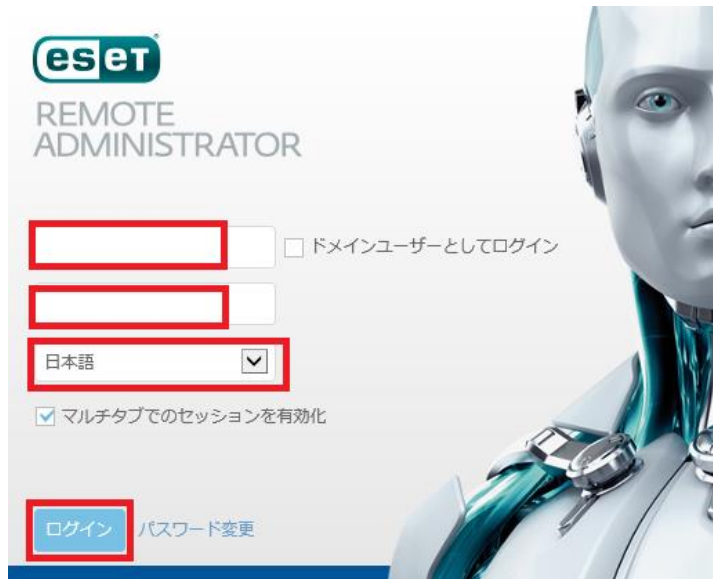 eset
REMOTE
ADMINISTRATOR
ドメインユーザーとしてログイン
日本語
マルチタブでのセッションを有効化
ログイン パスワード変更